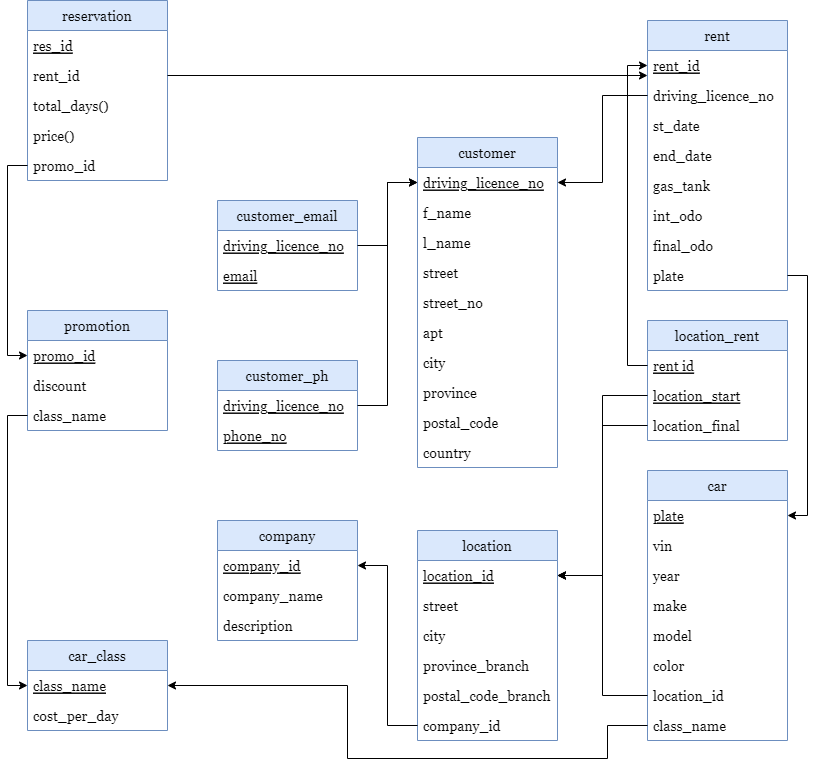 reservation
res_id
rent_id
total_days()
price()
promo_id
rent
rent_id
driving_licence_no
st_date
end_date
gas_tank
int_odo
final_odo
plate
customer
driving_licence_no
f_name
l_name
street
street_no
apt
city
province
postal_code
country
customer_email
driving_licence_no
email
promotion
promo_id
discount
class_name
customer_ph
driving_licence_no
phone_no
location_rent
rent id
location_start
location_final
car
plate
vin
year
make
model
color
location_id
class_name
company
company_id
company_name
description
location
location_id
street
city
province_branch
postal_code_branch
company_id
car_class
class_name
cost_per_day